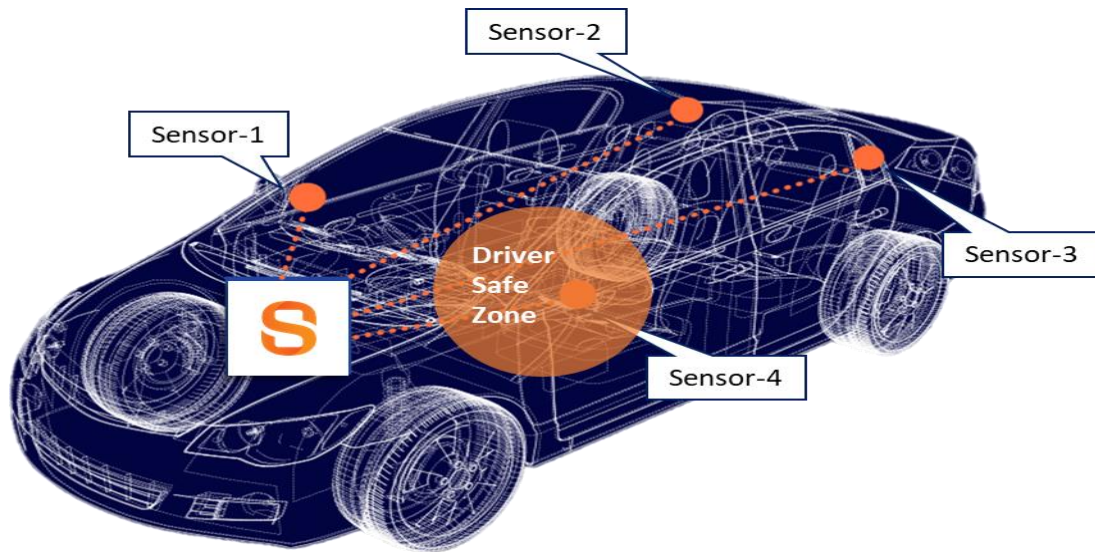 Sensor-2
Sensor-1
Driver
Safe
Zone
Sensor-3
S
Sensor-4